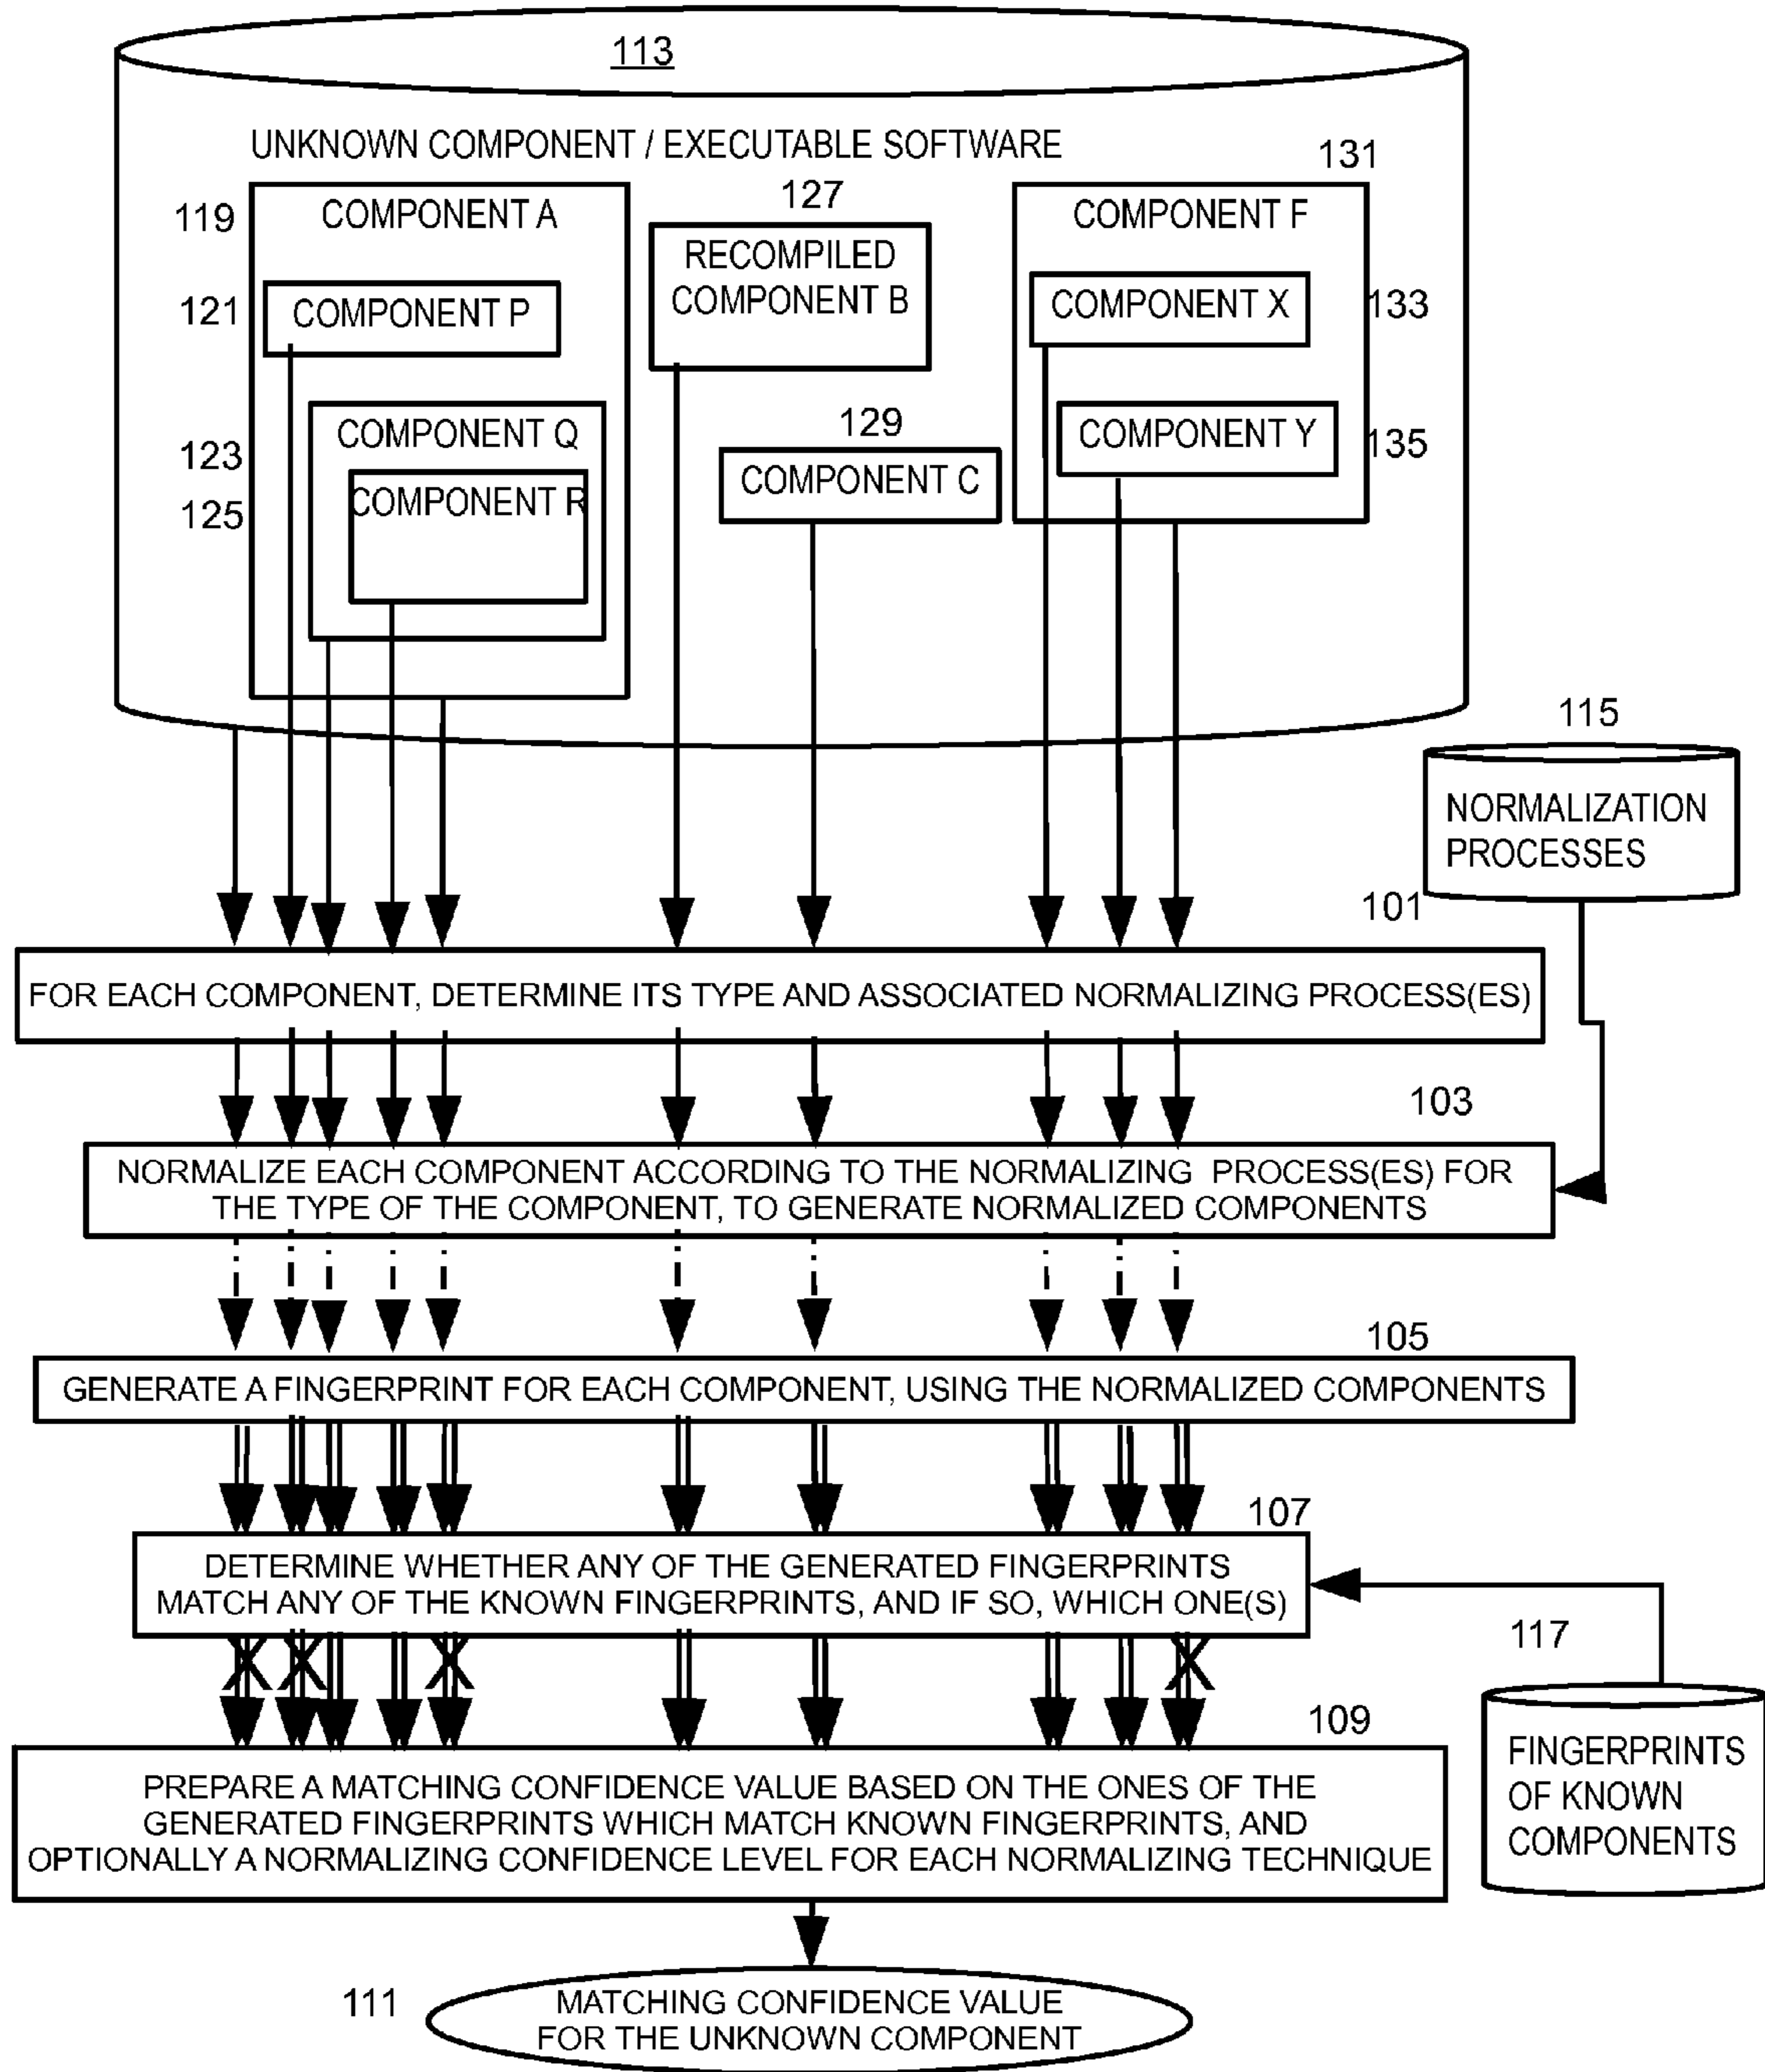 113
UNKNOWN COMPONENT / EXECUTABLE SOFTWARE
131
127
119
COMPONENT A
COMPONENT F
RECOMPILED
COMPONENT B
121
COMPONENT P
COMPONENT X
133
129
COMPONENT Q
COMPONENT Y
135
123
COMPONENT C
125
COMPONENT R
115
NORMALIZATION
PROCESSES
101
FOR EACH COMPONENT, DETERMINE ITS TYPE AND ASSOCIATED NORMALIZING PROCESS(ES)
103
NORMALIZE EACH COMPONENT ACCORDING TO THE NORMALIZING PROCESS(ES) FOR
THE TYPE OF THE COMPONENT, TO GENERATE NORMALIZED COMPONENTS
105
GENERATE A FINGERPRINT FOR EACH COMPONENT, USING THE NORMALIZED COMPONENTS
107
DETERMINE WHETHER ANY OF THE GENERATED FINGERPRINTS
MATCH ANY OF THE KNOWN FINGERPRINTS, AND IF SO, WHICH ONE(S)
117
X X X X
109
FINGERPRINTS
OF KNOWN
COMPONENTS
PREPARE A MATCHING CONFIDENCE VALUE BASED ON THE ONES OF THE
GENERATED FINGERPRINTS WHICH MATCH KNOWN FINGERPRINTS, AND
OPTIONALLY A NORMALIZING CONFIDENCE LEVEL FOR EACH NORMALIZING TECHNIQUE
111
MATCHING CONFIDENCE VALUE
FOR THE UNKNOWN COMPONENT